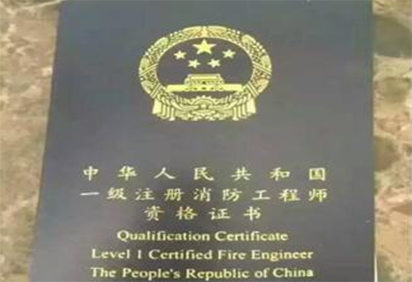 中华人民共和国
一级注册消防工程师
资格证书
Qualification Certificate
Level 1 Certified Fire Engineer
The People's Republic of China